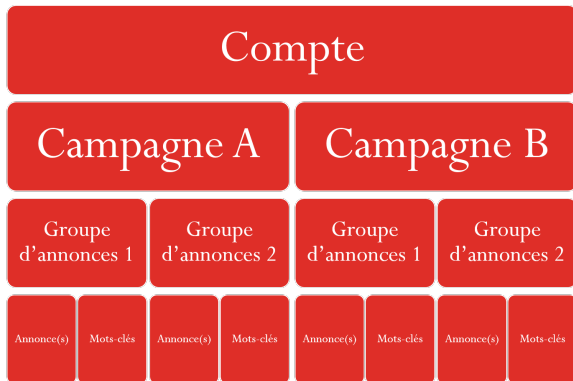 Compte
Campagne A
Campagne B
Groupe
d'annonces 1
Groupe
d'annonces 2
Groupe
d'annonces 1
Groupe
d'annonces 2
Annonce(s)
Mots-clés
Annonce(s)
Mots-clés
Annonce(s)
Mots-clés
Annonce(s)
Mots-clés